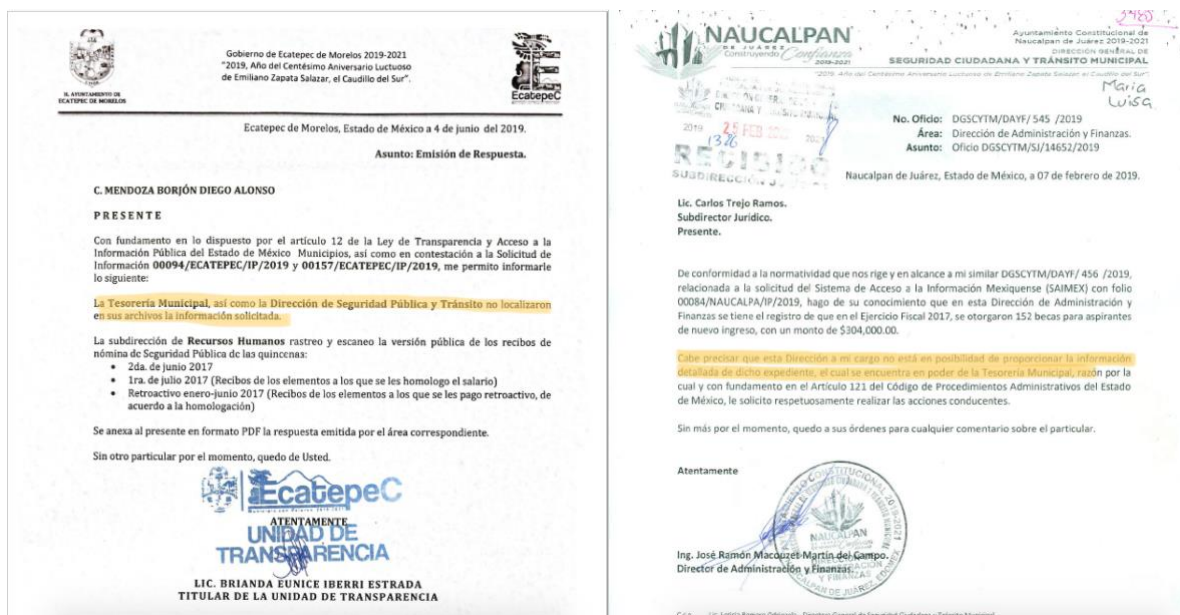 H. AYUNTAMIENTO DE
ECATEPEC DE MORELOS
Gobierno de Ecatepec de Morelos 2019-2021
"2019, Año del Centésimo Aniversario Luctuoso
de Emiliano Zapata Salazar, el Caudillo del Sur".
Ecatepec
Ecatepec de Morelos, Estado de México a 4 de junio del 2019.
Asunto: Emisión de Respuesta.
C. MENDOZA BORJÓN DIEGO ALONSO
PRESENTE
Con fundamento en lo dispuesto por el artículo 12 de la Ley de Transparencia y Acceso a la
Información Pública del Estado de México Municipios, así como en contestación a la Solicitud de
Información 00094/ECATEPEC/IP/2019 y 00157/ECATEPEC/IP/2019, me permito informarle
lo siguiente:
La Tesorería Municipal, así como la Dirección de Seguridad Pública y Tránsito no localizaron
en sus archivos la información solicitada.
La subdirección de Recursos Humanos rastreo y escaneo la versión pública de los recibos de
nómina de Seguridad Pública de las quincenas:
• 2da. de junio 2017
• 1ra. de julio 2017 (Recibos de los elementos a los que se les homologo el salario)
• Retroactivo enero-junio 2017 (Recibos de los elementos a los que se les pago retroactivo, de
acuerdo a la homologación)
Se anexa al presente en formato PDF la respuesta emitida por el área correspondiente.
Sin otro particular por el momento, quedo de Usted.
Ecatepec
ATENTAMENTE
UNIDAD DE
TRANSPARENCIA
LIC. BRIANDA EUNICE IBERRI ESTRADA
TITULAR DE LA UNIDAD DE TRANSPARENCIA
NAUCALPAN
DE JUÁREZ
Construyendo Confianza
2019-2021
Ayuntamiento Constitucional de
Naucalpan de Juárez 2019-2021
DIRECCIÓN GENERAL DE
SEGURIDAD CIUDADANA Y TRÁNSITO MUNICIPAL
"2019, Año del Centésimo Aniversario Luctuoso de Emiliano Zapata Salazar, el Caudillo del Sur"
María
Luisa
2019 25 FEB 2021
1326
RECIBIDO
No. Oficio: DGSCYTM/DAYF/ 545 /2019
Área: Dirección de Administración y Finanzas.
Asunto: Oficio DGSCYTM/SJ/14652/2019
Naucalpan de Juárez, Estado de México, a 07 de febrero de 2019.
Lic. Carlos Trejo Ramos.
Subdirector Jurídico.
Presente.
De conformidad a la normatividad que nos rige y en alcance a mi similar DGSCYTM/DAYF/ 456 /2019,
relacionada a la solicitud del Sistema de Acceso a la Información Mexiquense (SAIMEX) con folio
00084/NAUCALPA/IP/2019, hago de su conocimiento que en esta Dirección de Administración y
Finanzas se tiene el registro de que en el Ejercicio Fiscal 2017, se otorgaron 152 becas para aspirantes
de nuevo ingreso, con un monto de $304,000.00.
Cabe precisar que esta Dirección a mi cargo no está en posibilidad de proporcionar la información
detallada de dicho expediente, el cual se encuentra en poder de la Tesorería Municipal, razón por la
cual y con fundamento en el Artículo 121 del Código de Procedimientos Administrativos del Estado
de México, le solicito respetuosamente realizar las acciones conducentes.
Sin más por el momento, quedo a sus órdenes para cualquier comentario sobre el particular.
Atentamente
NAUCALPAN
Ing. José Ramón Macouzet Martín del Campo.
Director de Administración y Finanzas.